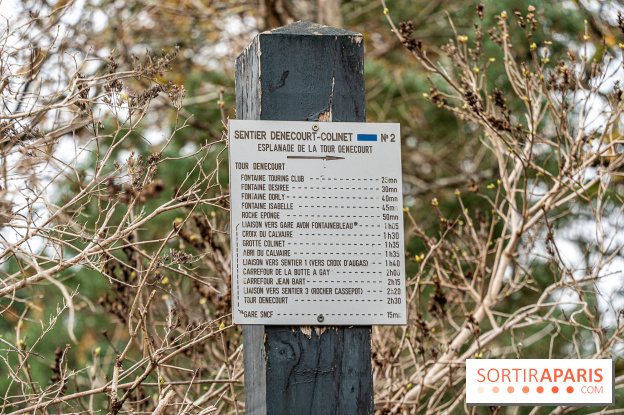 SENTIER DENECOURT-COLINET N°2
ESPLANADE DE LA TOUR DENECOURT
TOUR DENECOURT
FONTAINE TOURING CLUB 25mn
FONTAINE DESIREE 30mn
FONTAINE DORLY 40mn
FONTAINE ISABELLE 45mn
ROCHE EPONGE 50mn
LIAISON VERS GARE AVON FONTAINEBLEAU* 1h05
CROIX DU CALVAIRE 1h30
GROTTE COLINET 1h35
ABRI DU CALVAIRE 1h35
LIAISON VERS SENTIER 1 (VERS CROIX D'AUGAS) 1h40
CARREFOUR DE LA BUTTE A GAY 2h05
CARREFOUR JEAN BART 2h15
LIAISON VERS SENTIER 3 (ROCHER CASSEPOT) 2h20
TOUR DENECOURT 2h30
*GARE SNCF 15mn
SORTIRAPARIS
.COM